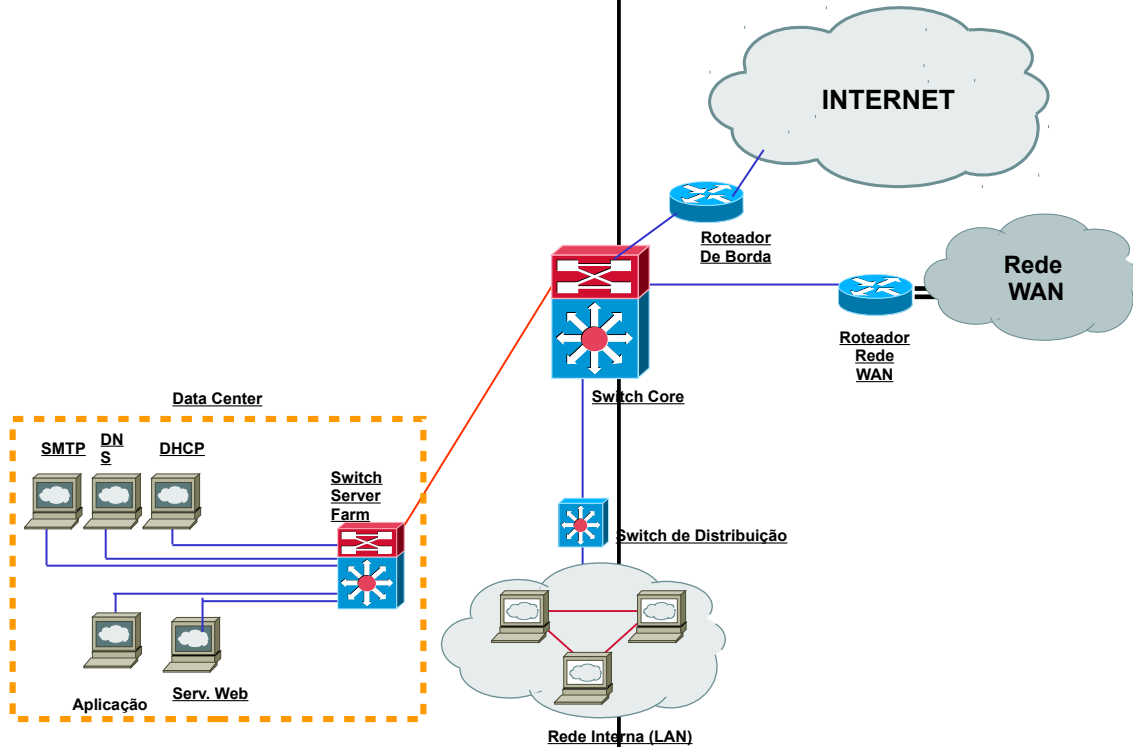 INTERNET
Roteador
De Borda
Rede
WAN
Roteador
Rede
WAN
Switch Core
Data Center
SMTP
DN
S
DHCP
Switch
Server
Farm
Switch de Distribuição
Aplicação
Serv. Web
Rede Interna (LAN)